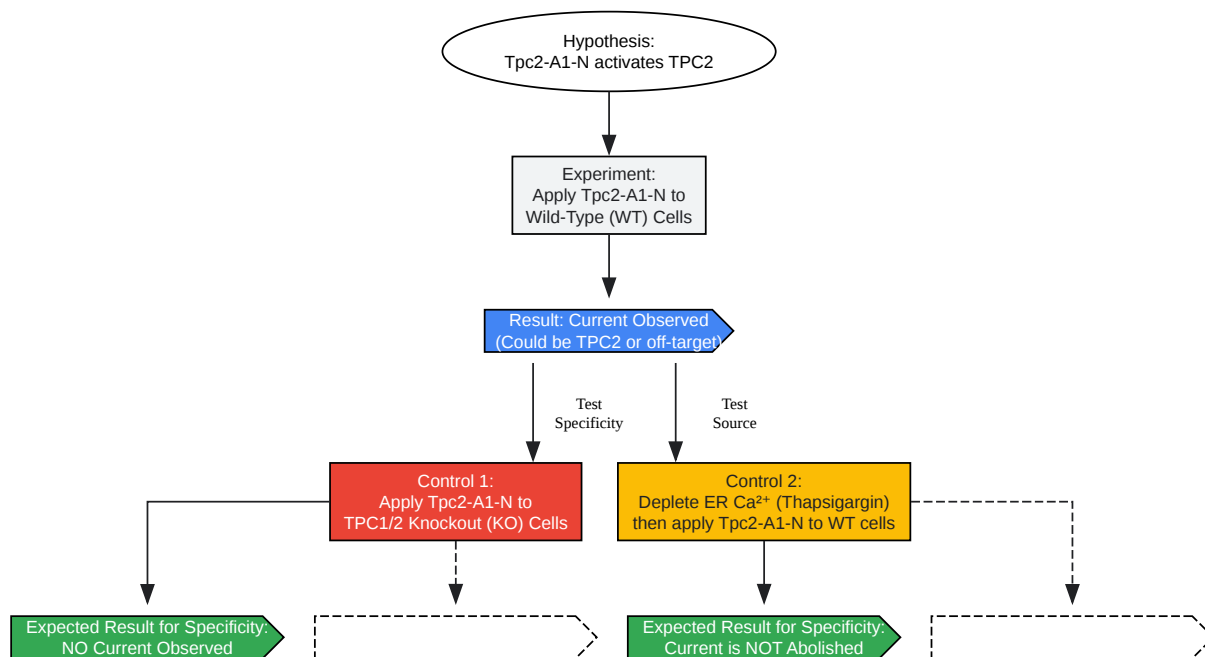 Hypothesis:
Tpc2-A1-N activates TPC2
Experiment:
Apply Tpc2-A1-N to
Wild-Type (WT) Cells
Result: Current Observed
(Could be TPC2 or off-target)
Test
Specificity
Test
Source
Control 1:
Apply Tpc2-A1-N to
TPC1/2 Knockout (KO) Cells
Control 2:
Deplete ER Ca²⁺ (Thapsigargin)
then apply Tpc2-A1-N to WT cells
Expected Result for Specificity:
NO Current Observed
Expected Result for Specificity:
Current is NOT Abolished